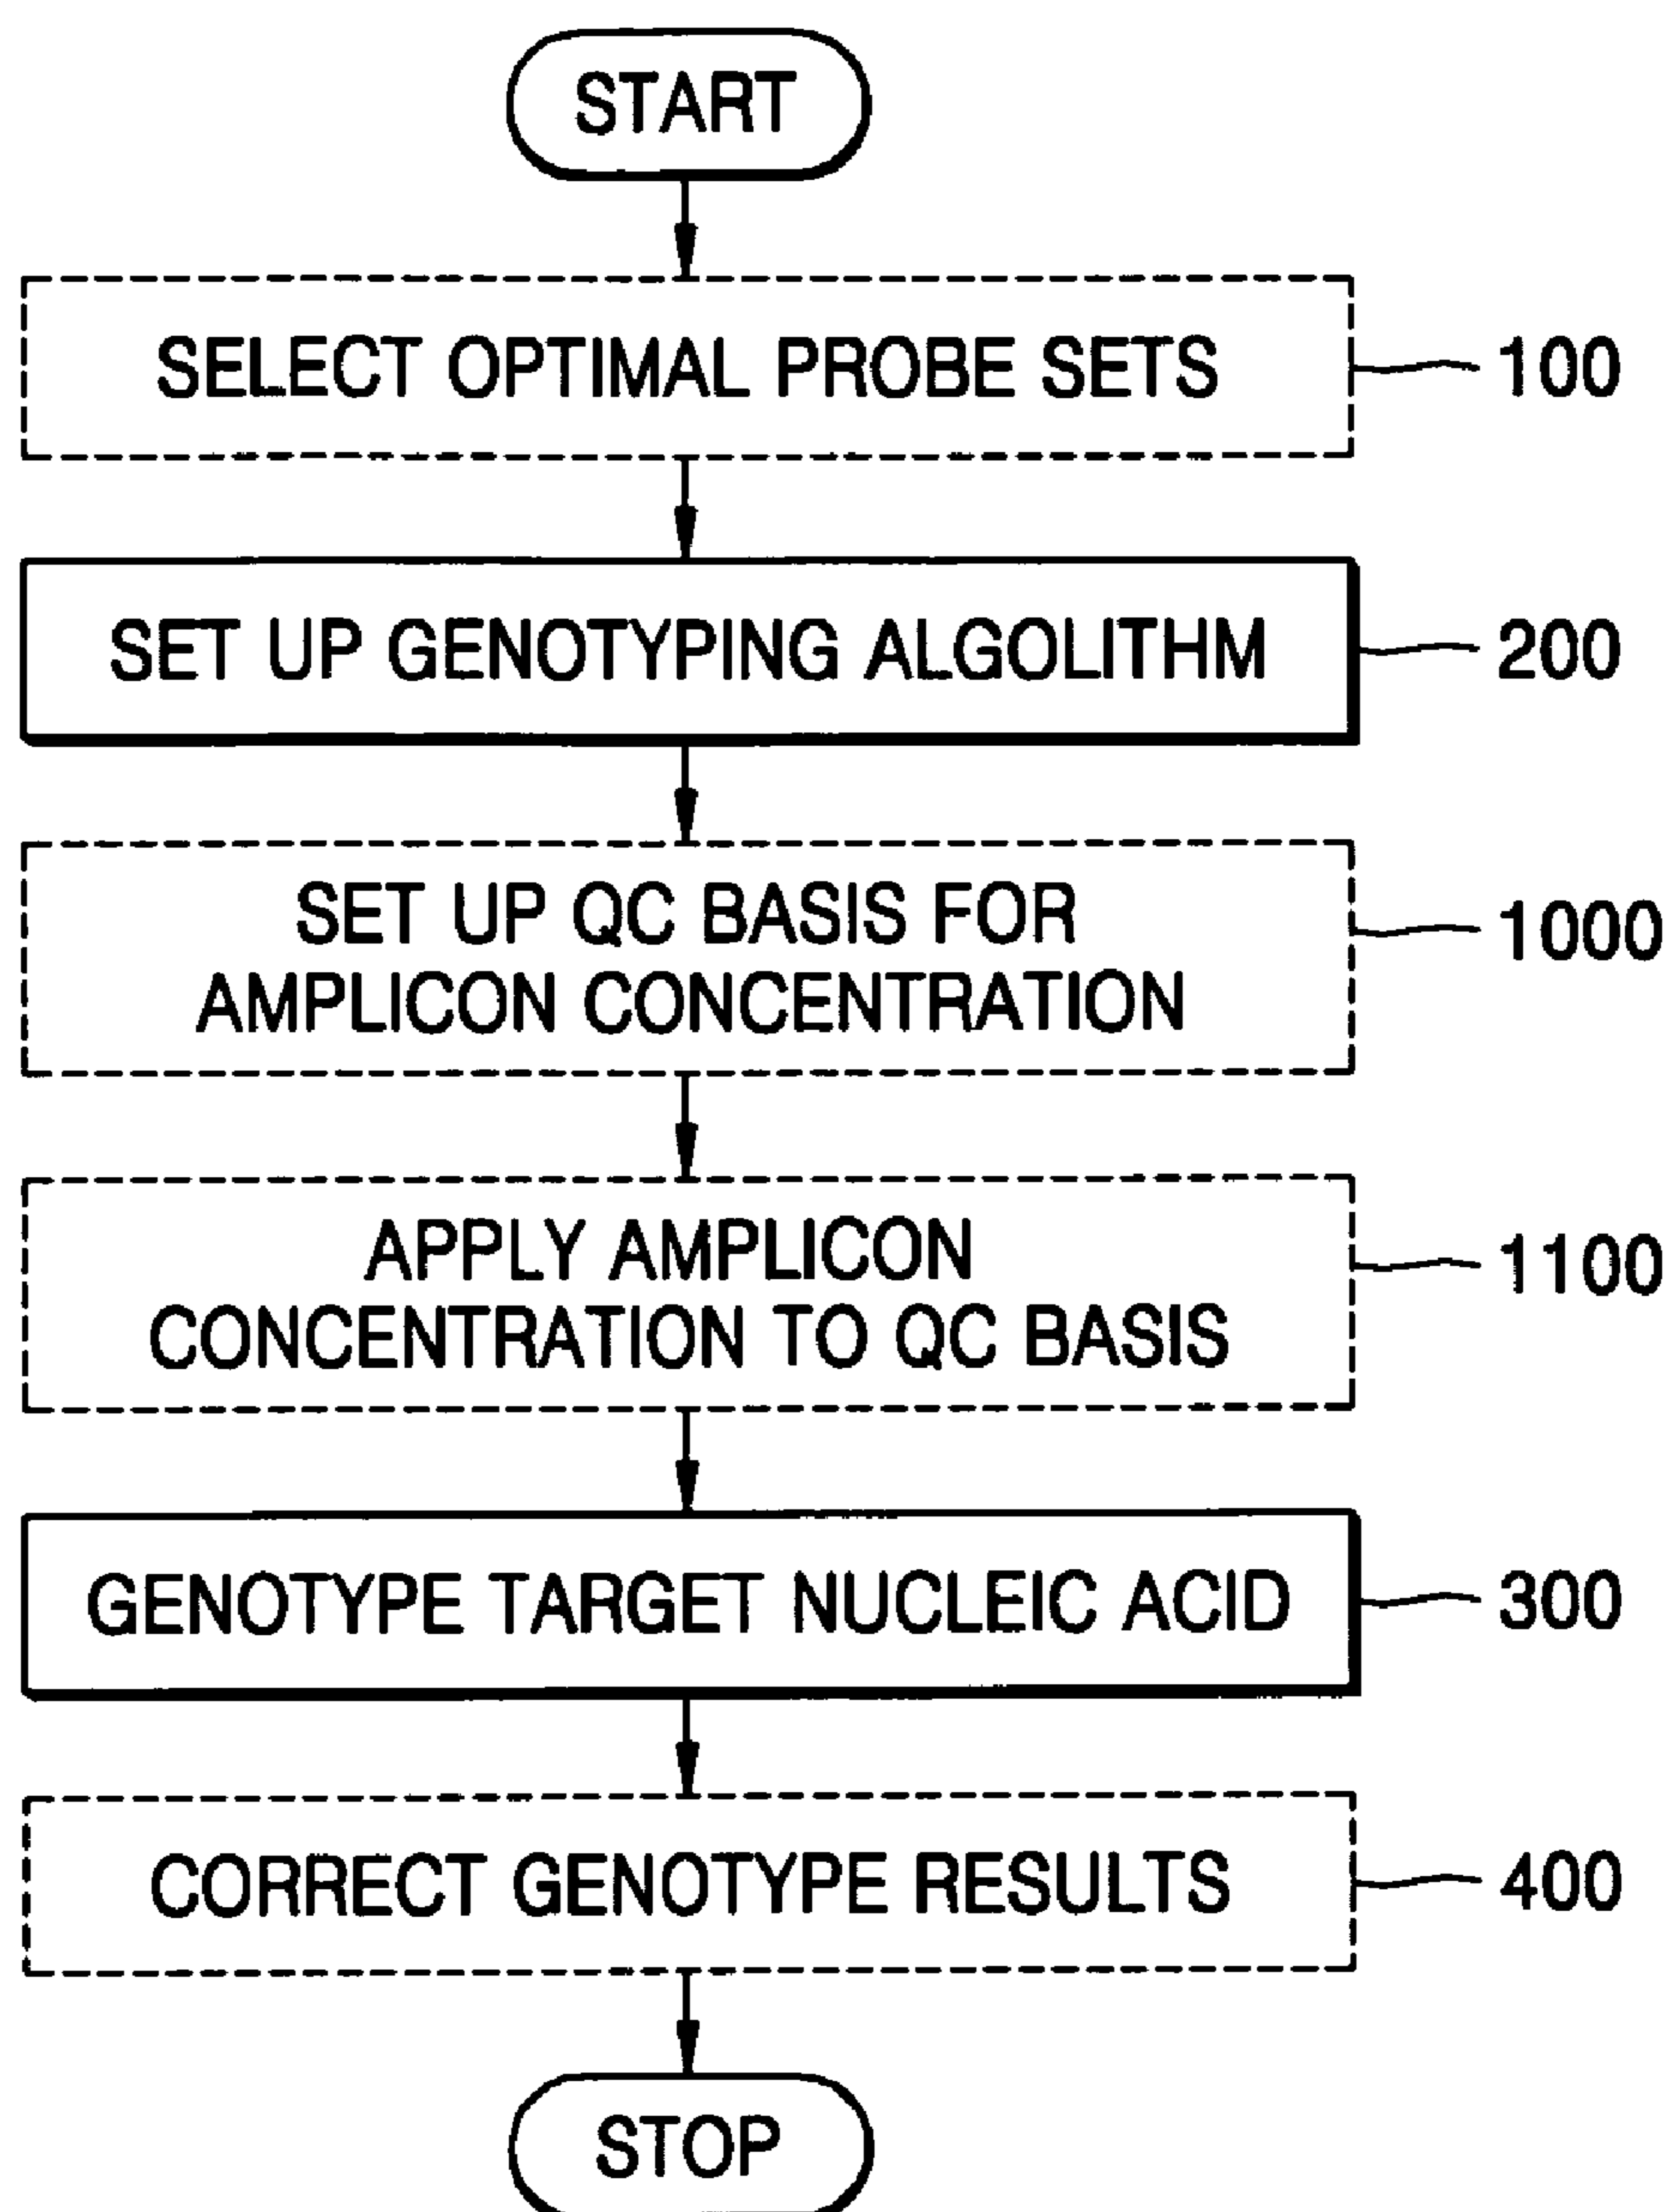 START
SELECT OPTIMAL PROBE SETS
100
SET UP GENOTYPING ALGOLITHM
200
SET UP QC BASIS FOR
AMPLICON CONCENTRATION
1000
APPLY AMPLICON
CONCENTRATION TO QC BASIS
1100
GENOTYPE TARGET NUCLEIC ACID
300
CORRECT GENOTYPE RESULTS
400
STOP